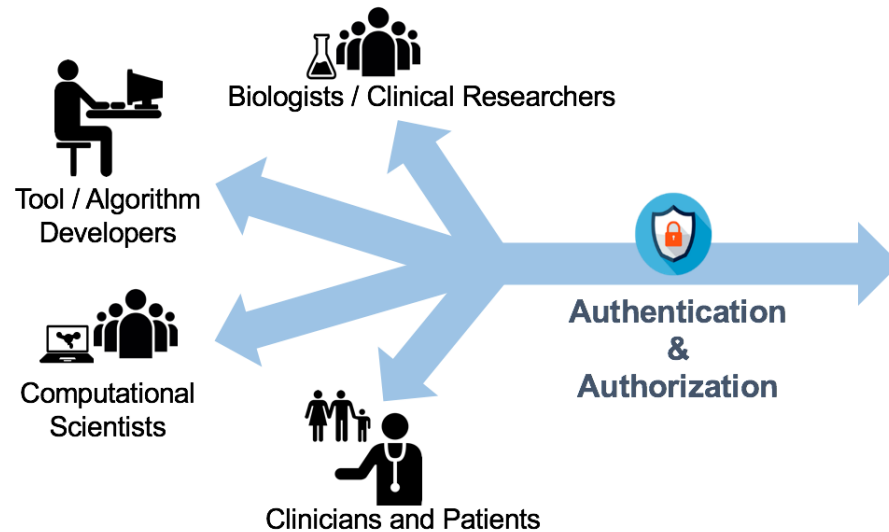 Biologists / Clinical Researchers
Tool / Algorithm
Developers
Authentication
&
Authorization
Computational
Scientists
Clinicians and Patients